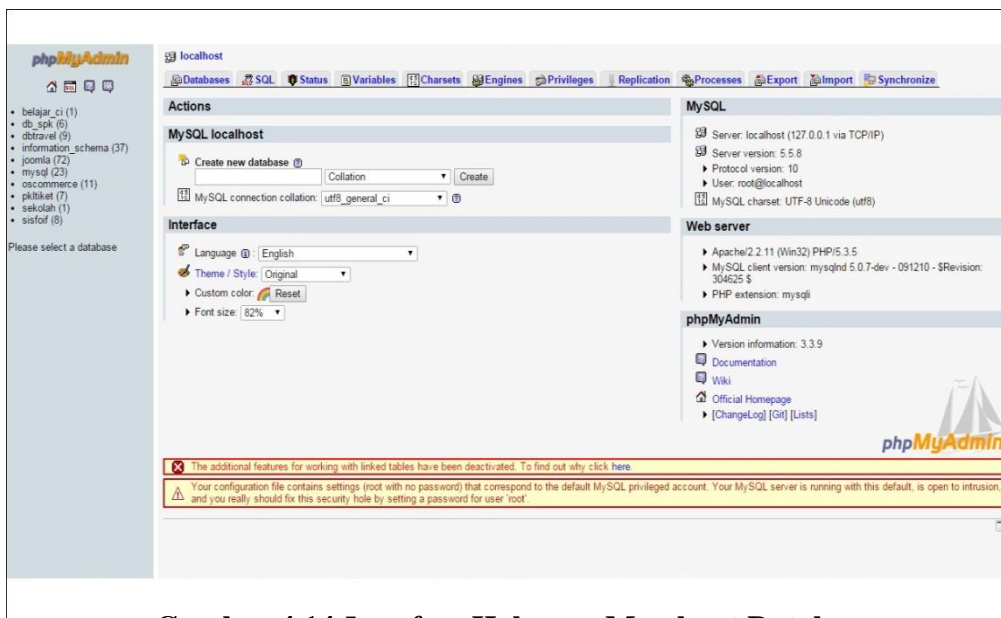 phpMyAdmin
belajar_ci (1)
db_spk (6)
dbtravel (9)
information_schema (37)
joomla (72)
mysql (23)
oscommerce (11)
pkltiket (7)
sekolah (1)
sisfoif (8)
Please select a database
localhost
Databases SQL Status Variables Charsets Engines Privileges Replication Processes Export Import Synchronize
Actions
MySQL localhost
Create new database
Collation Create
MySQL connection collation: utf8_general_ci
Interface
Language : English
Theme / Style: Original
Custom color: Reset
Font size: 82%
MySQL
Server: localhost (127.0.0.1 via TCP/IP)
Server version: 5.5.8
Protocol version: 10
User: root@localhost
MySQL charset: UTF-8 Unicode (utf8)
Web server
Apache/2.2.11 (Win32) PHP/5.3.5
MySQL client version: mysqlnd 5.0.7-dev - 091210 - $Revision:
304625 $
PHP extension: mysqli
phpMyAdmin
Version information: 3.3.9
Documentation
Wiki
Official Homepage
[ChangeLog] [Git] [Lists]
phpMyAdmin
The additional features for working with linked tables have been deactivated. To find out why click here.
Your configuration file contains settings (root with no password) that correspond to the default MySQL privileged account. Your MySQL server is running with this default, is open to intrusion,
and you really should fix this security hole by setting a password for user 'root'.